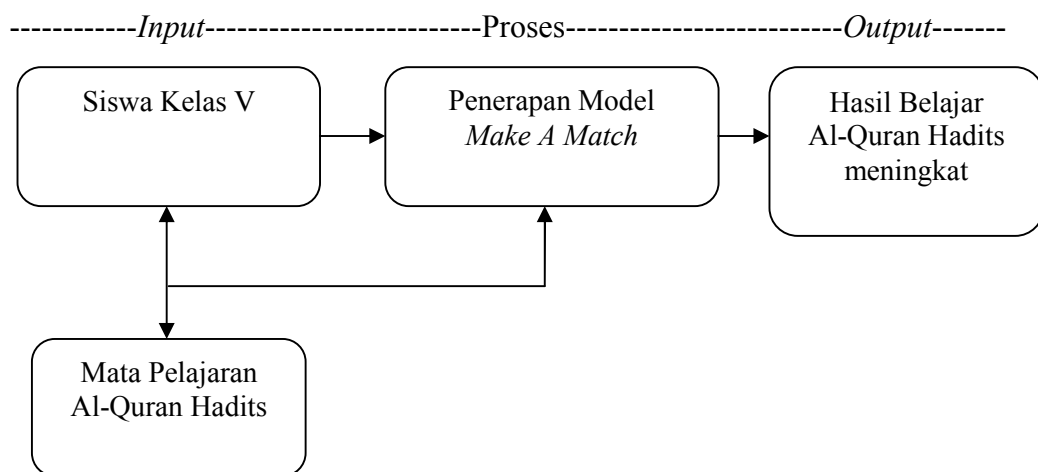 ------------Input-------------------------Proses---------------------------Output-------
Siswa Kelas V
Penerapan Model
Make A Match
Hasil Belajar
Al-Quran Hadits
meningkat
Mata Pelajaran
Al-Quran Hadits